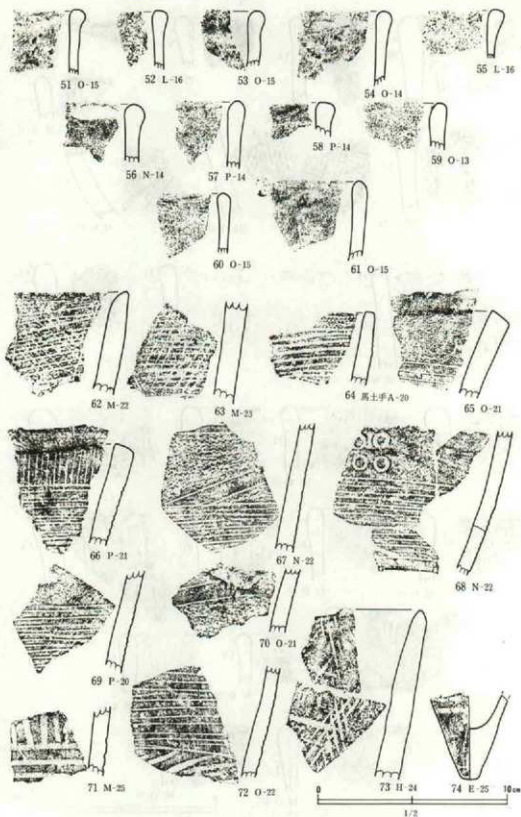 51 O-15
52 L-16
53 O-15
54 O-14
55 L-16
56 N-14
57 P-14
58 P-14
59 O-13
60 O-15
61 O-15
62 M-22
63 M-23
64 馬土手A-20
65 O-21
66 P-21
67 N-22
68 N-22
69 P-20
70 O-21
71 M-25
72 O-22
73 H-24
74 E-25
0 10cm
1/2